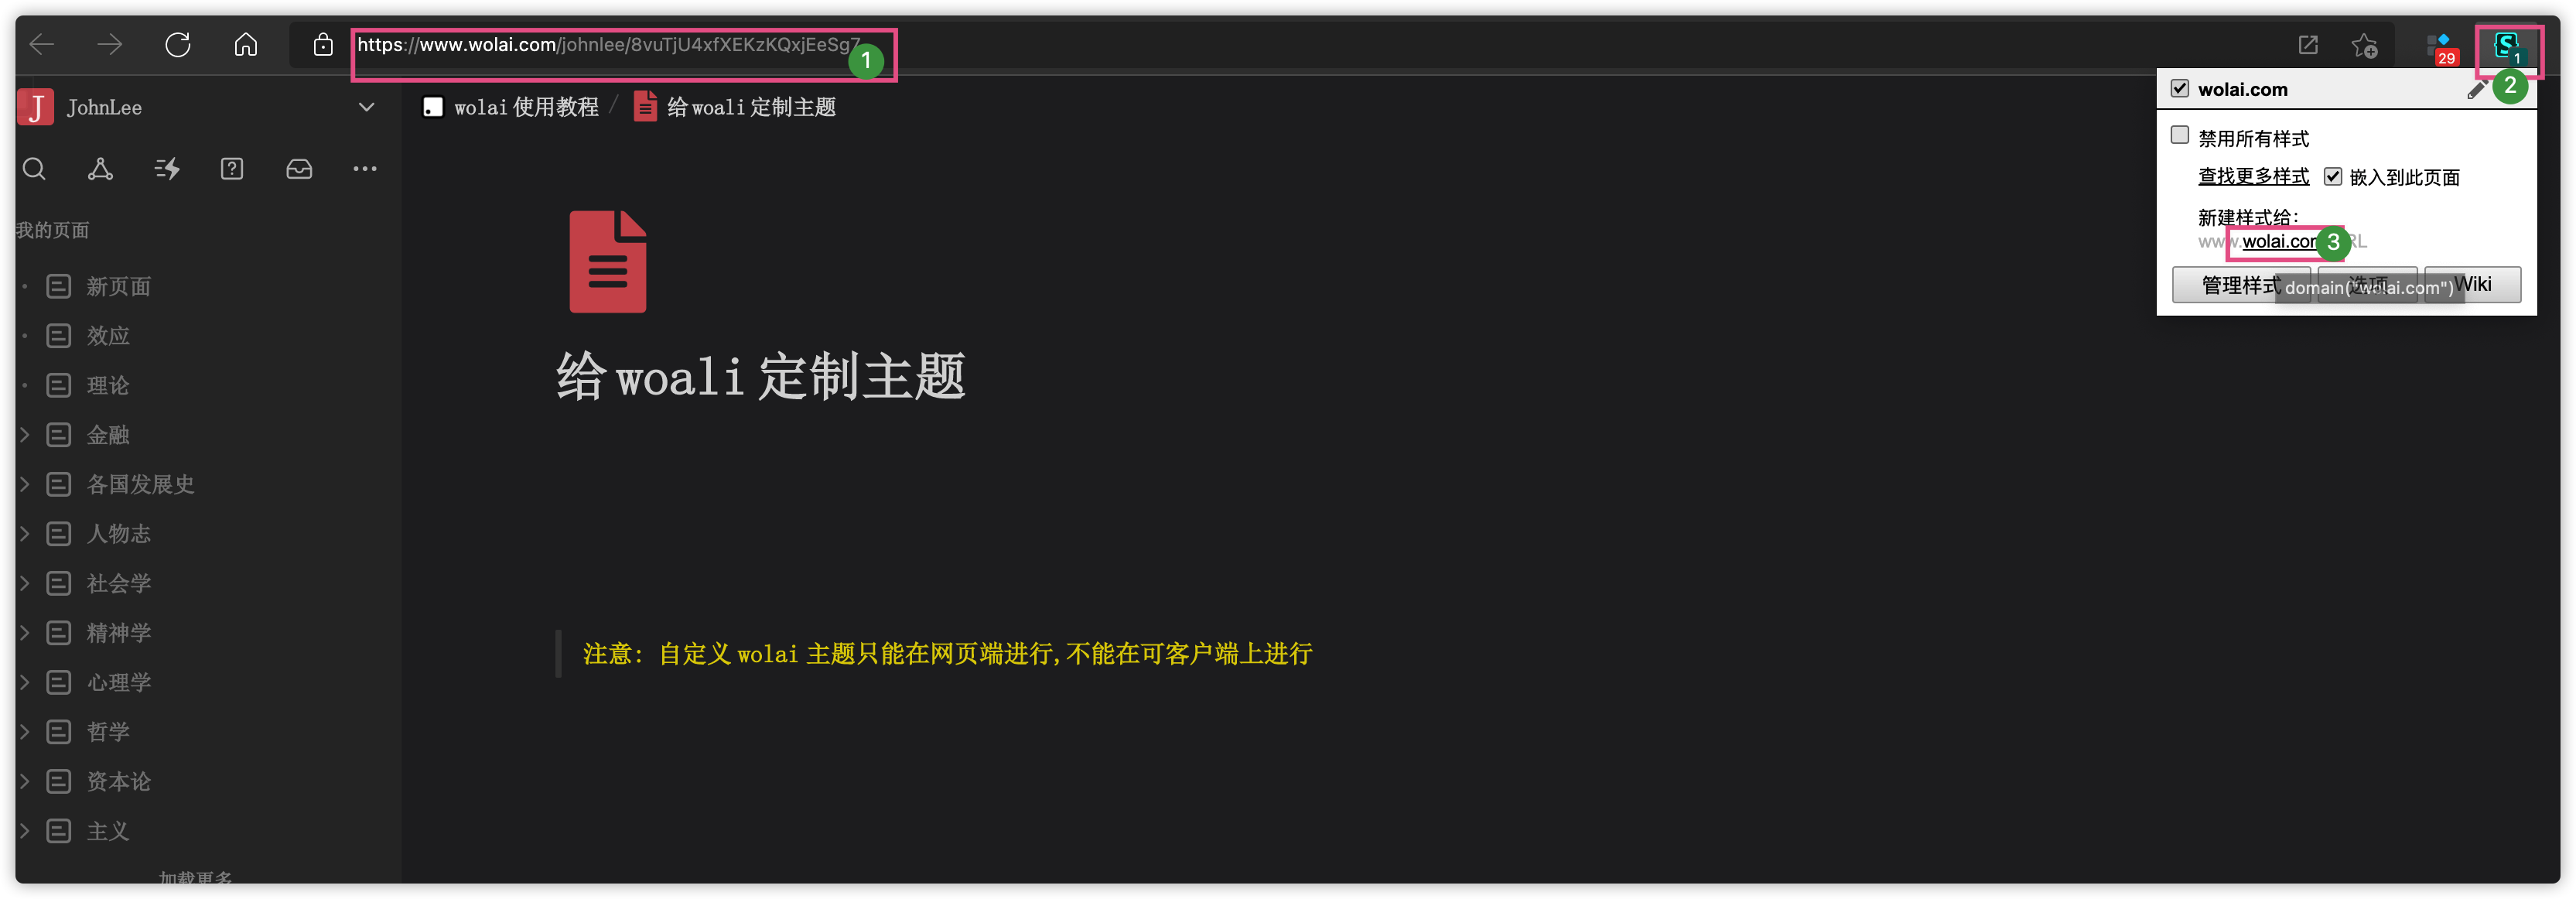 https://www.wolai.com/johnlee/8vuTjU4xfXEKzKQxjEeSg7
1
29
1
2
J JohnLee
wolai 使用教程 / 给 woali 定制主题
wolai.com
禁用所有样式
查找更多样式 嵌入到此页面
新建样式给:
www.wolai.com
3
管理样式 选项 Wiki
domain("wolai.com")
我的页面
新页面
效应
理论
金融
各国发展史
人物志
社会学
精神学
心理学
哲学
资本论
主义
加载更多
给 woali 定制主题
注意: 自定义 wolai 主题只能在网页端进行,不能在可客户端上进行